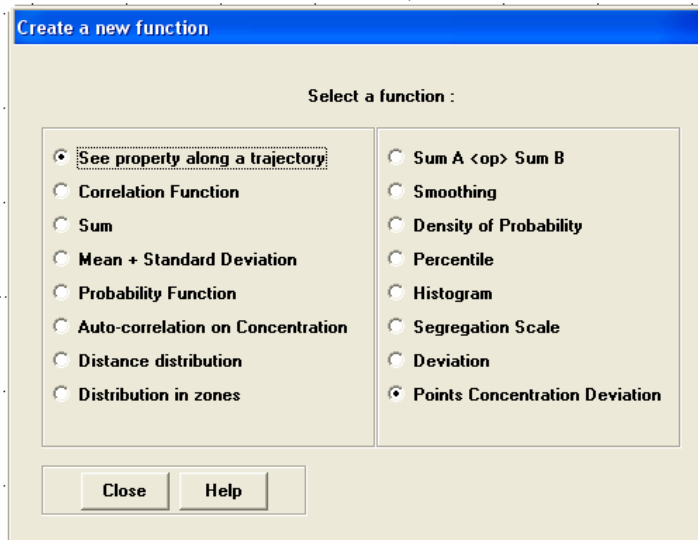 Create a new function
Select a function :
See property along a trajectory
Correlation Function
Sum
Mean + Standard Deviation
Probability Function
Auto-correlation on Concentration
Distance distribution
Distribution in zones
Sum A <op> Sum B
Smoothing
Density of Probability
Percentile
Histogram
Segregation Scale
Deviation
Points Concentration Deviation
Close Help